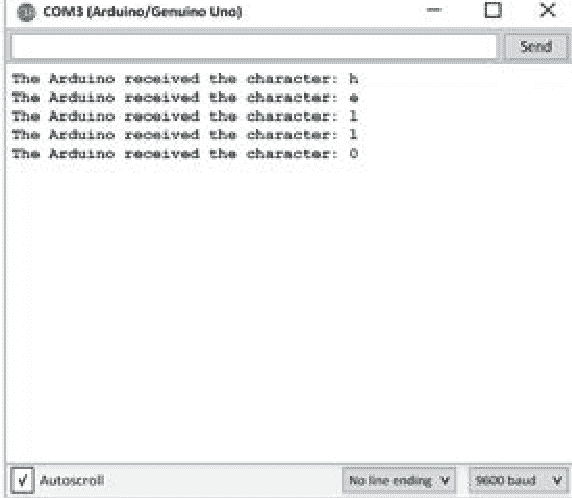 COM3 (Arduino/Genuino Uno)
Send
The Arduino received the character: h
The Arduino received the character: e
The Arduino received the character: l
The Arduino received the character: l
The Arduino received the character: 0
Autoscroll
No line ending
9600 baud